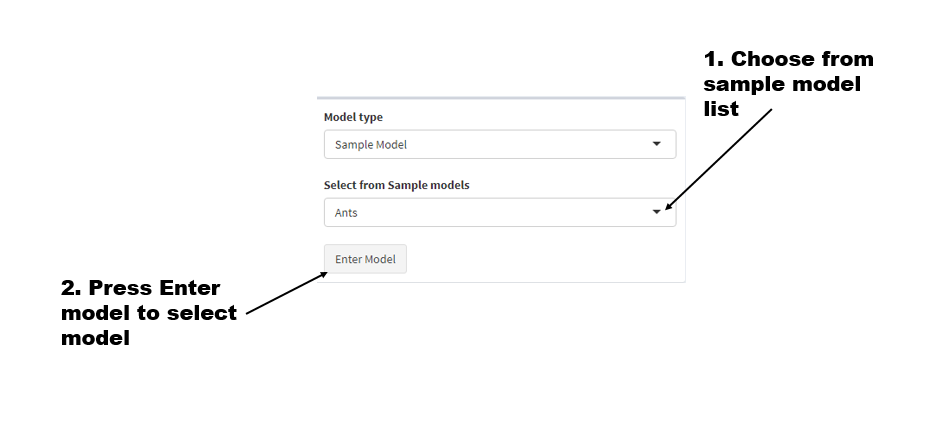 1. Choose from
sample model
list
Model type
Sample Model
Select from Sample models
Ants
Enter Model
2. Press Enter
model to select
model